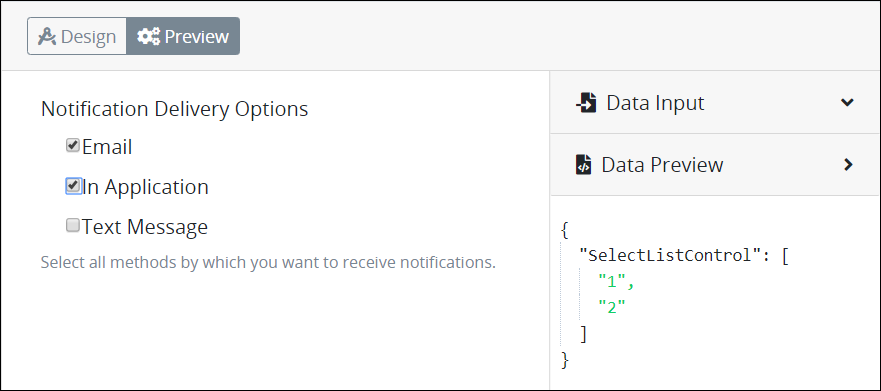 Design Preview
Notification Delivery Options
Email
In Application
Text Message
Select all methods by which you want to receive notifications.
Data Input
Data Preview
{
"SelectListControl": [
"1",
"2"
]
}